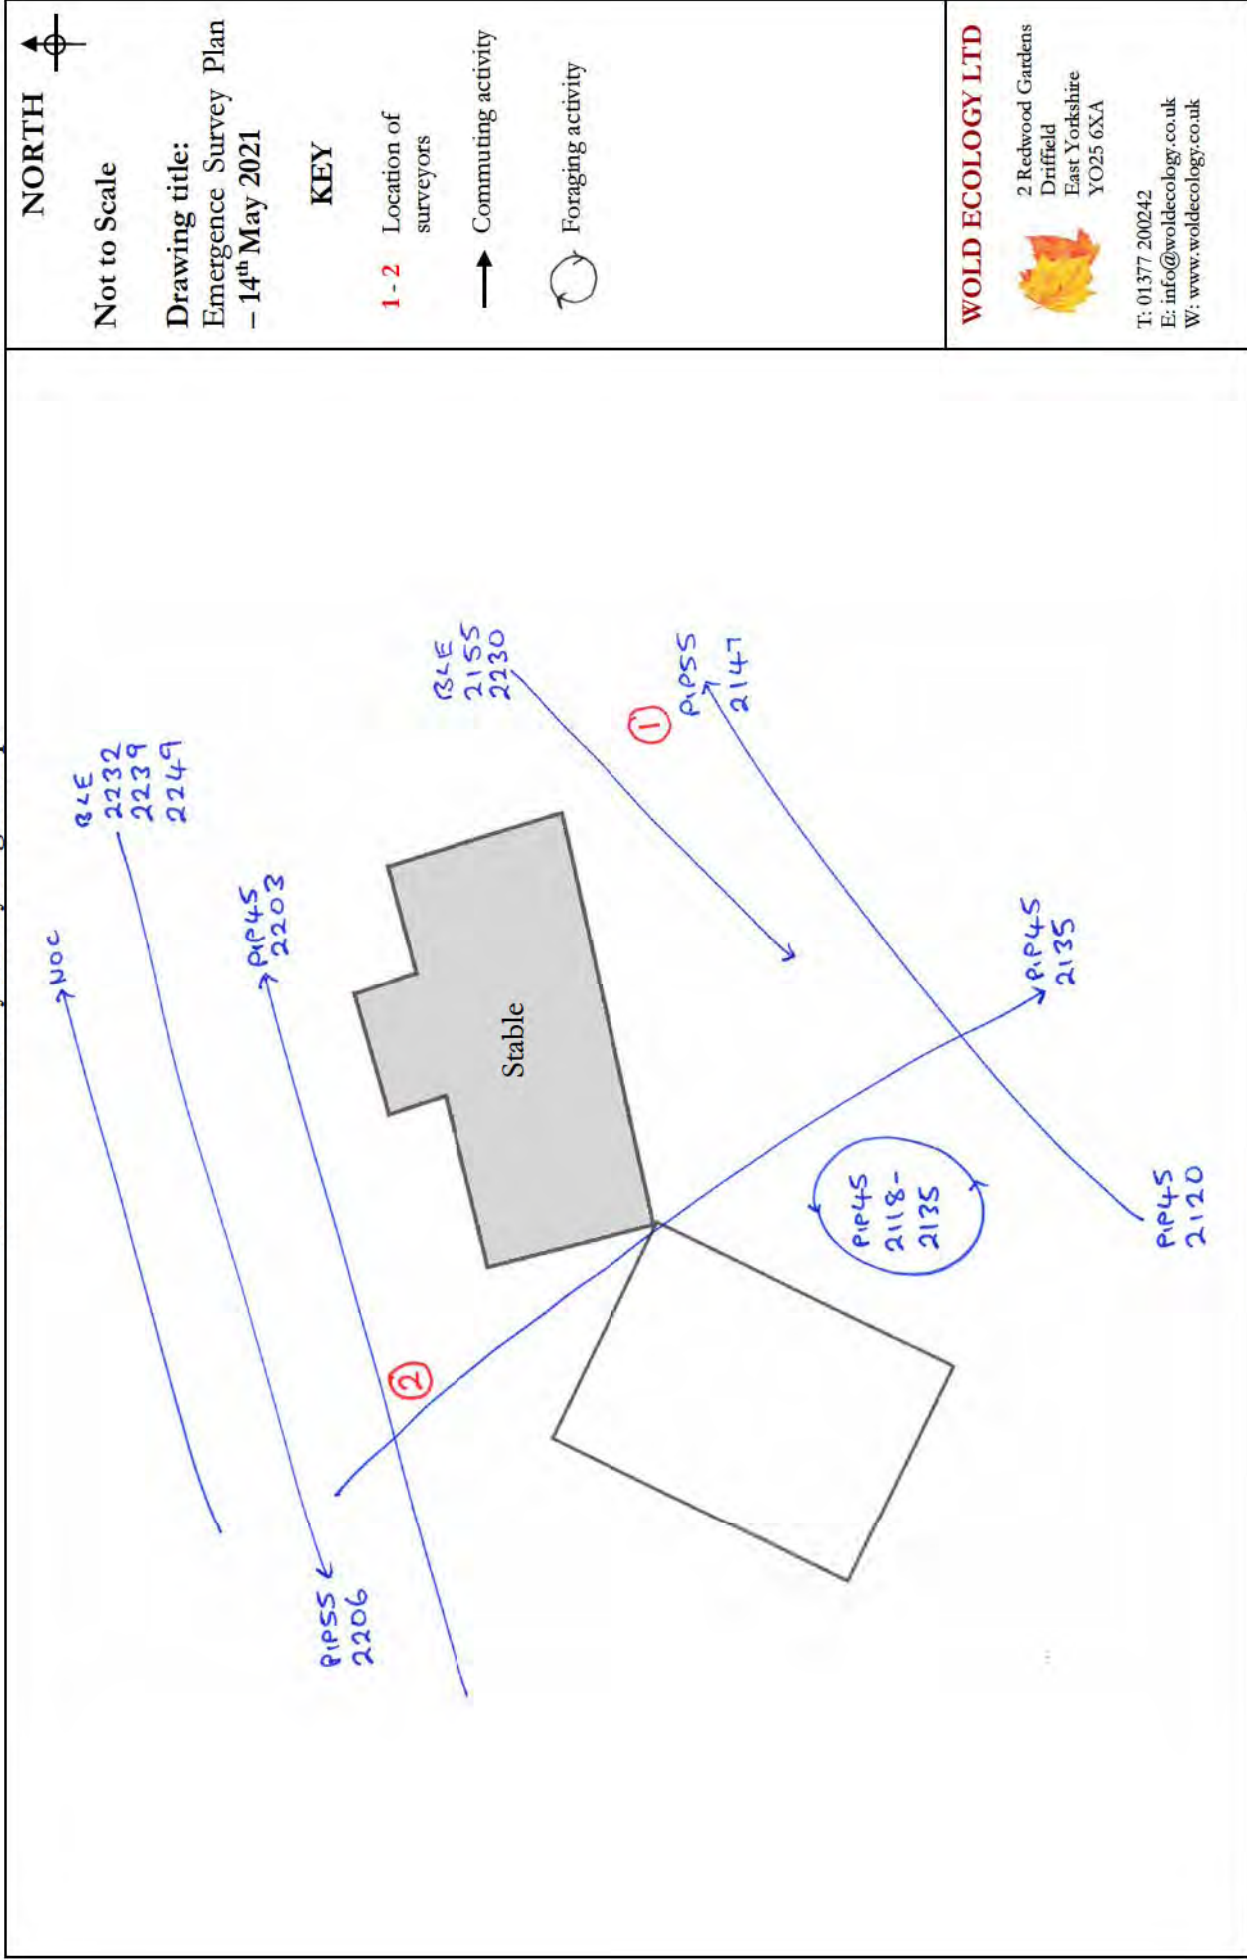 NORTH
Not to Scale
Drawing title:
Emergence Survey Plan
– 14th May 2021
KEY
1 - 2 Location of
surveyors
Commuting activity
Foraging activity
WOLD ECOLOGY LTD
2 Redwood Gardens
Driffield
East Yorkshire
YO25 6XA
T: 01377 200242
E: info@woldecology.co.uk
W: www.woldecology.co.uk
NOC
BLE
2232
2239
2249
PIP45
2203
PIP55
2206
2
Stable
BLE
2155
2230
1
PIP55
2147
PIP45
2135
PIP45
2118-
2135
PIP45
2120